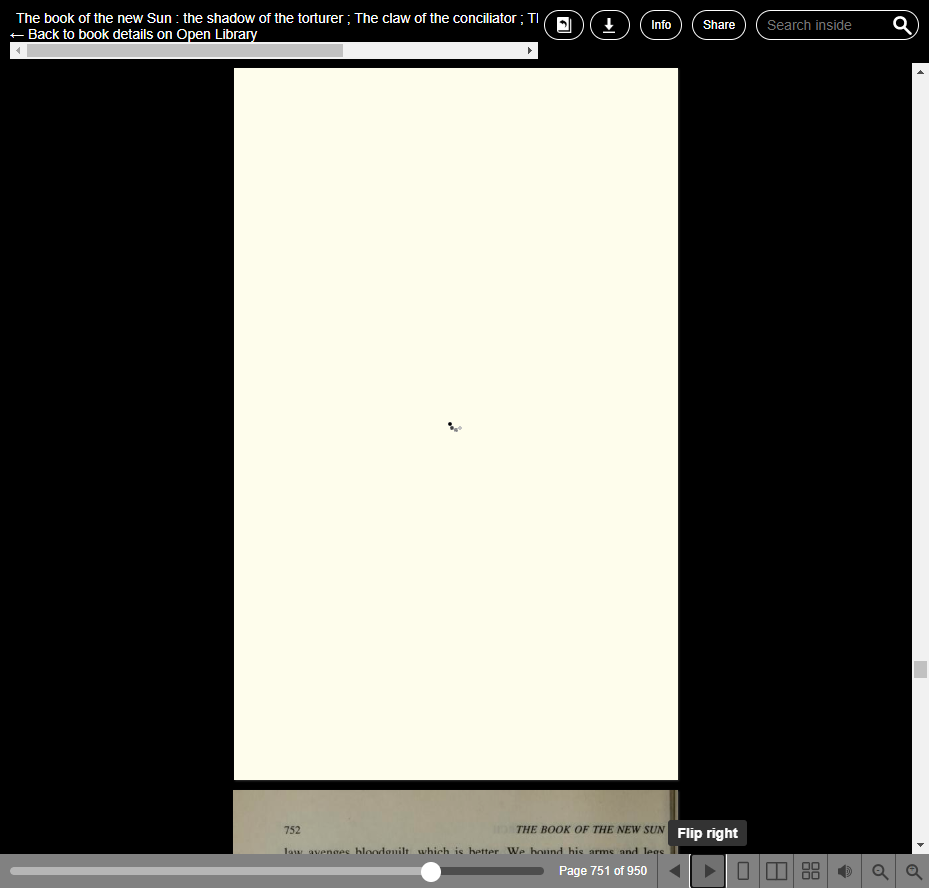 The book of the new Sun : the shadow of the torturer ; The claw of the conciliator ; Tl
← Back to book details on Open Library
Info
Share
Search inside
752
THE BOOK OF THE NEW SUN
law avenges bloodguilt, which is better. We bound his arms and legs
Flip right
Page 751 of 950